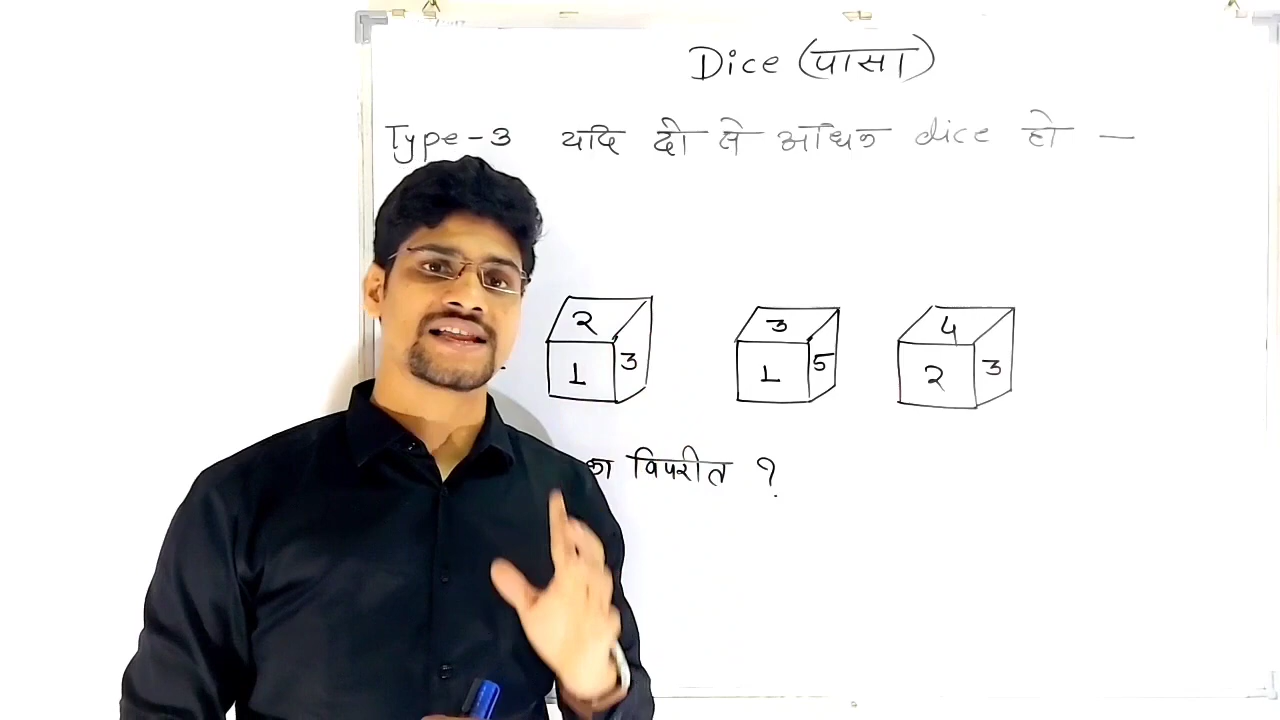 Dice (पासा)
Type-3 यदि दो से अधिक dice हो —
2 1 3
3 1 5
4 2 3
का विपरीत ?